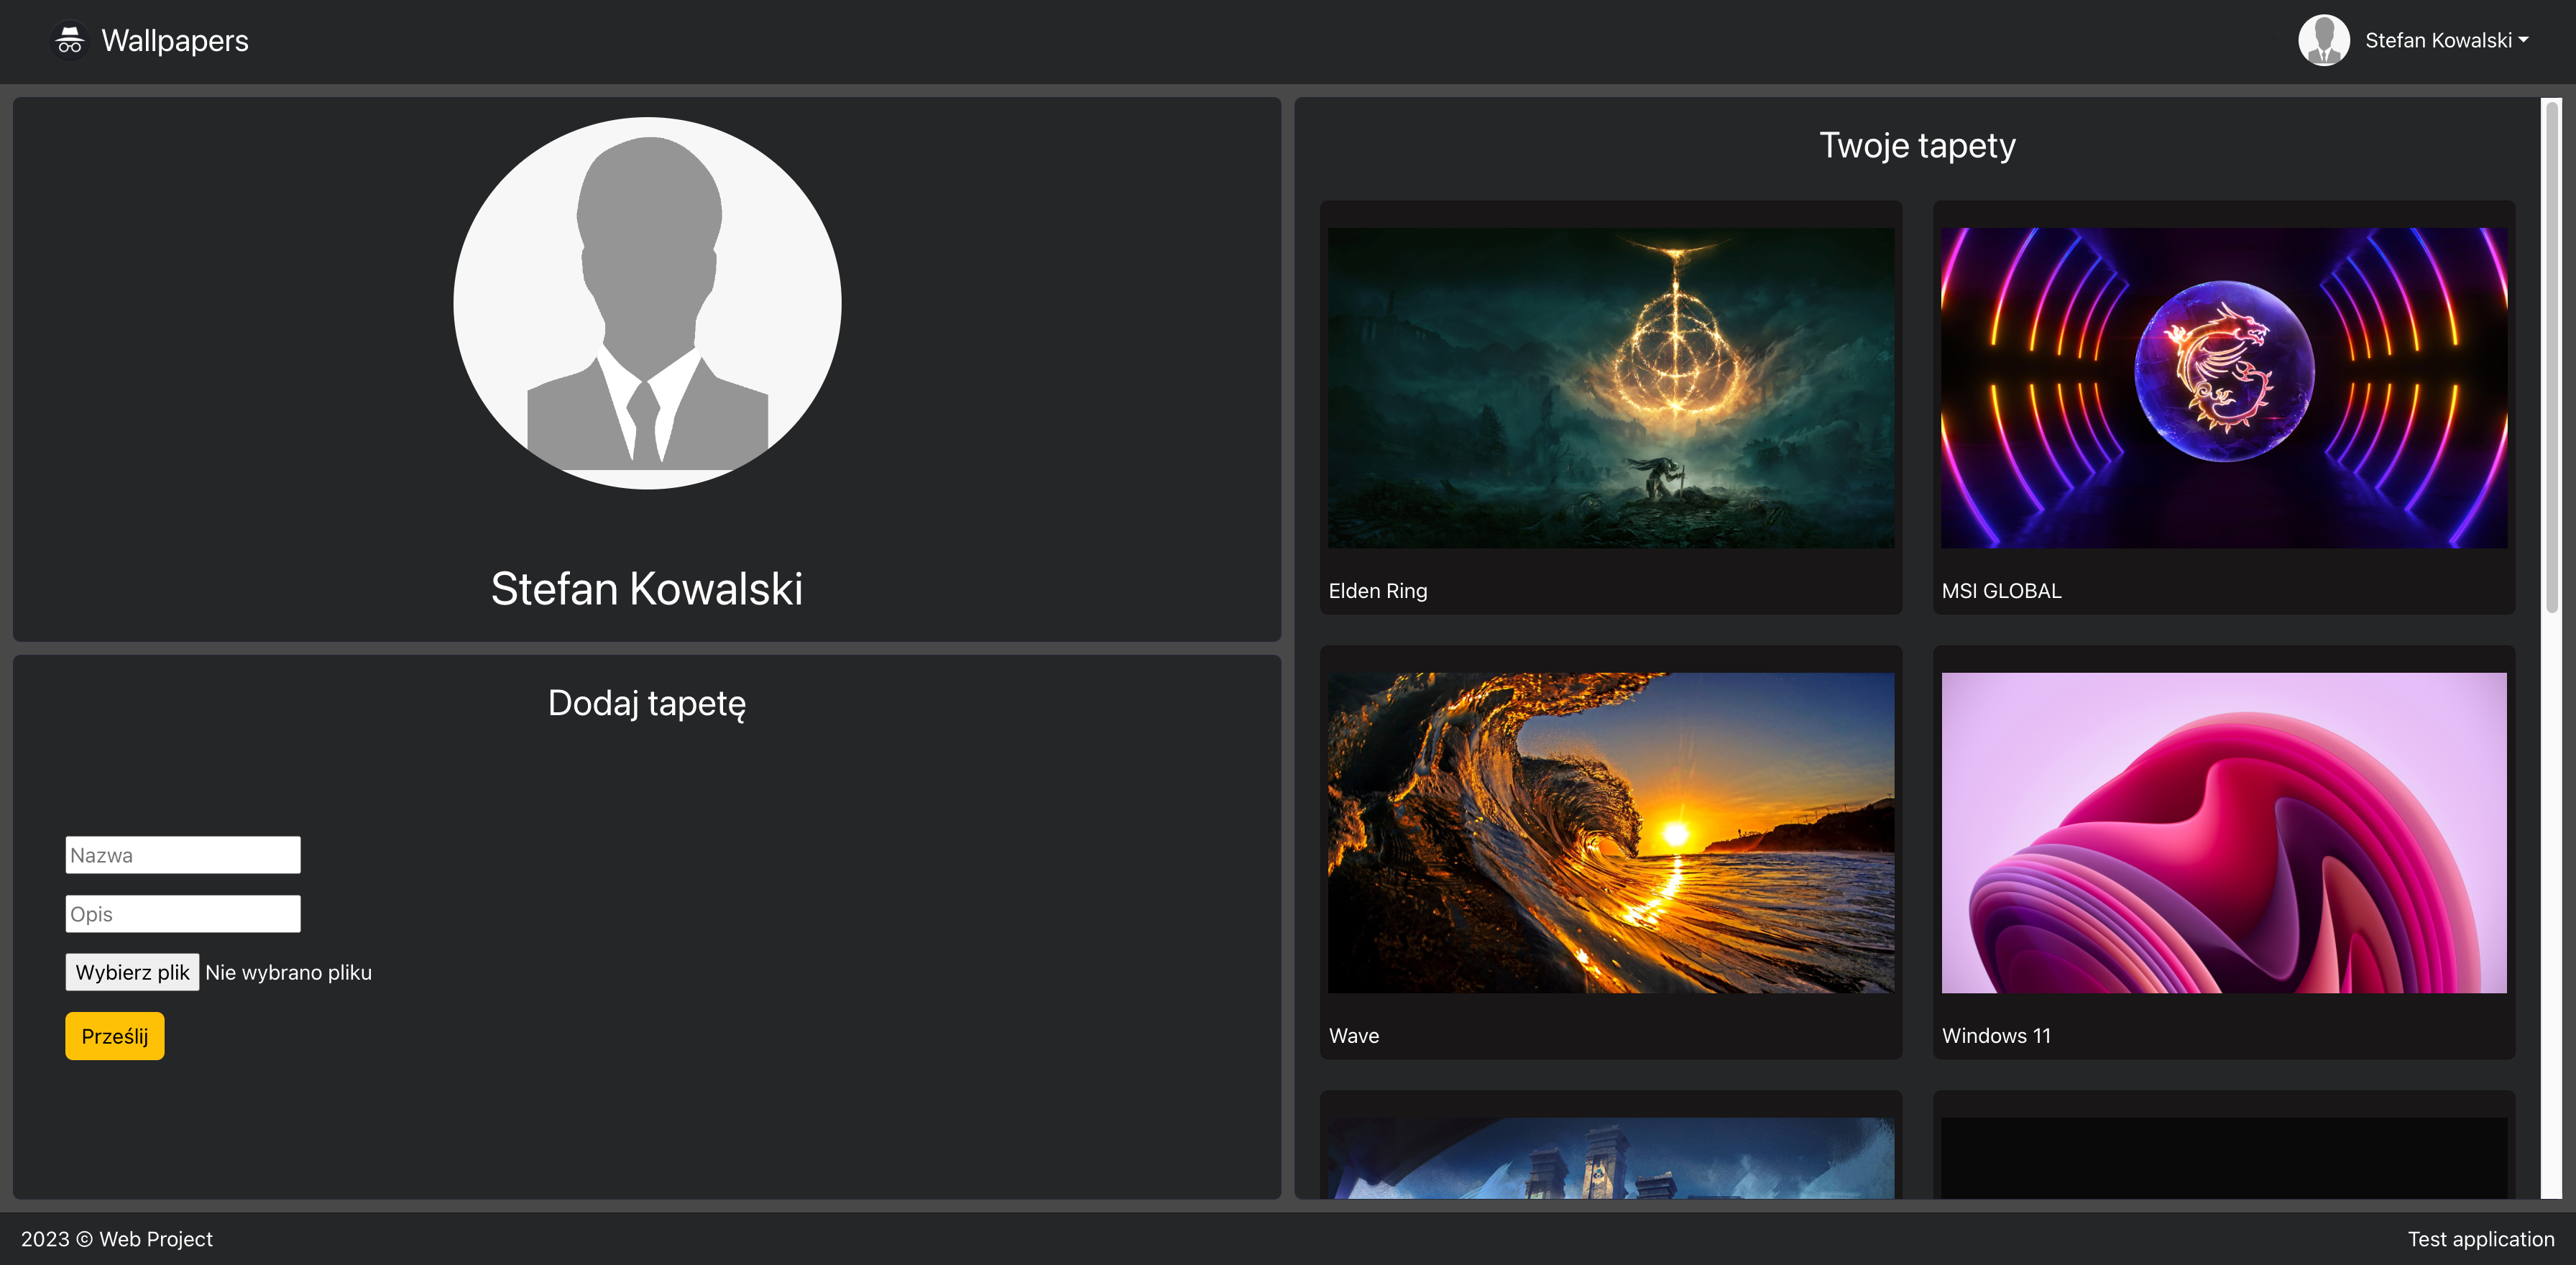 Wallpapers
Stefan Kowalski
Stefan Kowalski
Dodaj tapetę
Nazwa
Opis
Wybierz plik Nie wybrano pliku
Prześlij
Twoje tapety
Elden Ring
MSI GLOBAL
Wave
Windows 11
2023 © Web Project
Test application